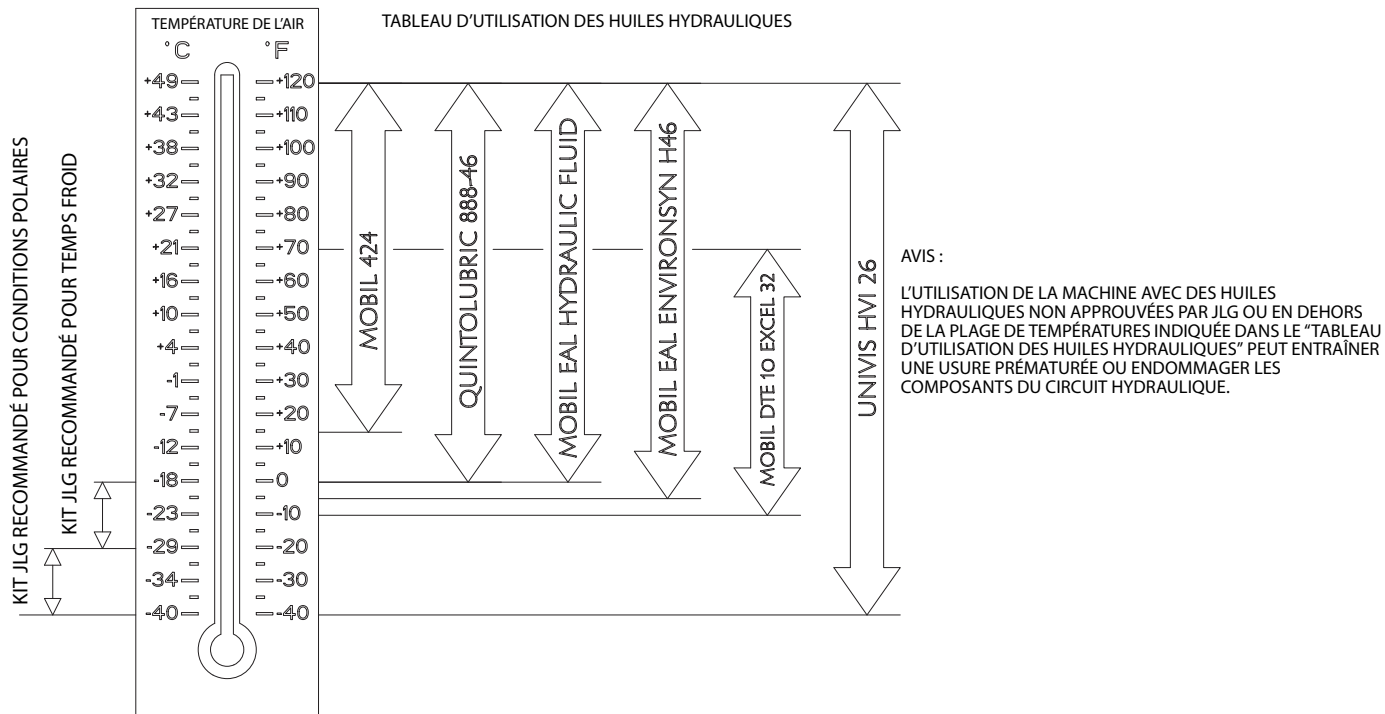 TABLEAU D'UTILISATION DES HUILES HYDRAULIQUES
TEMPÉRATURE DE L'AIR
°C °F
+49 +120
+43 +110
+38 +100
+32 +90
+27 +80
+21 +70
+16 +60
+10 +50
+4 +40
-1 +30
-7 +20
-12 +10
-18 0
-23 -10
-29 -20
-34 -30
-40 -40
KIT JLG RECOMMANDÉ POUR CONDITIONS POLAIRES
KIT JLG RECOMMANDÉ POUR TEMPS FROID
MOBIL 424
QUINTOLUBRIC 888-46
MOBIL EAL HYDRAULIC FLUID
MOBIL EAL ENVIRONSYN H46
MOBIL DTE 10 EXCEL 32
UNIVIS HVI 26
AVIS :
L'UTILISATION DE LA MACHINE AVEC DES HUILES
HYDRAULIQUES NON APPROUVÉES PAR JLG OU EN DEHORS
DE LA PLAGE DE TEMPÉRATURES INDIQUÉE DANS LE “TABLEAU
D'UTILISATION DES HUILES HYDRAULIQUES” PEUT ENTRAÎNER
UNE USURE PRÉMATURÉE OU ENDOMMAGER LES
COMPOSANTS DU CIRCUIT HYDRAULIQUE.